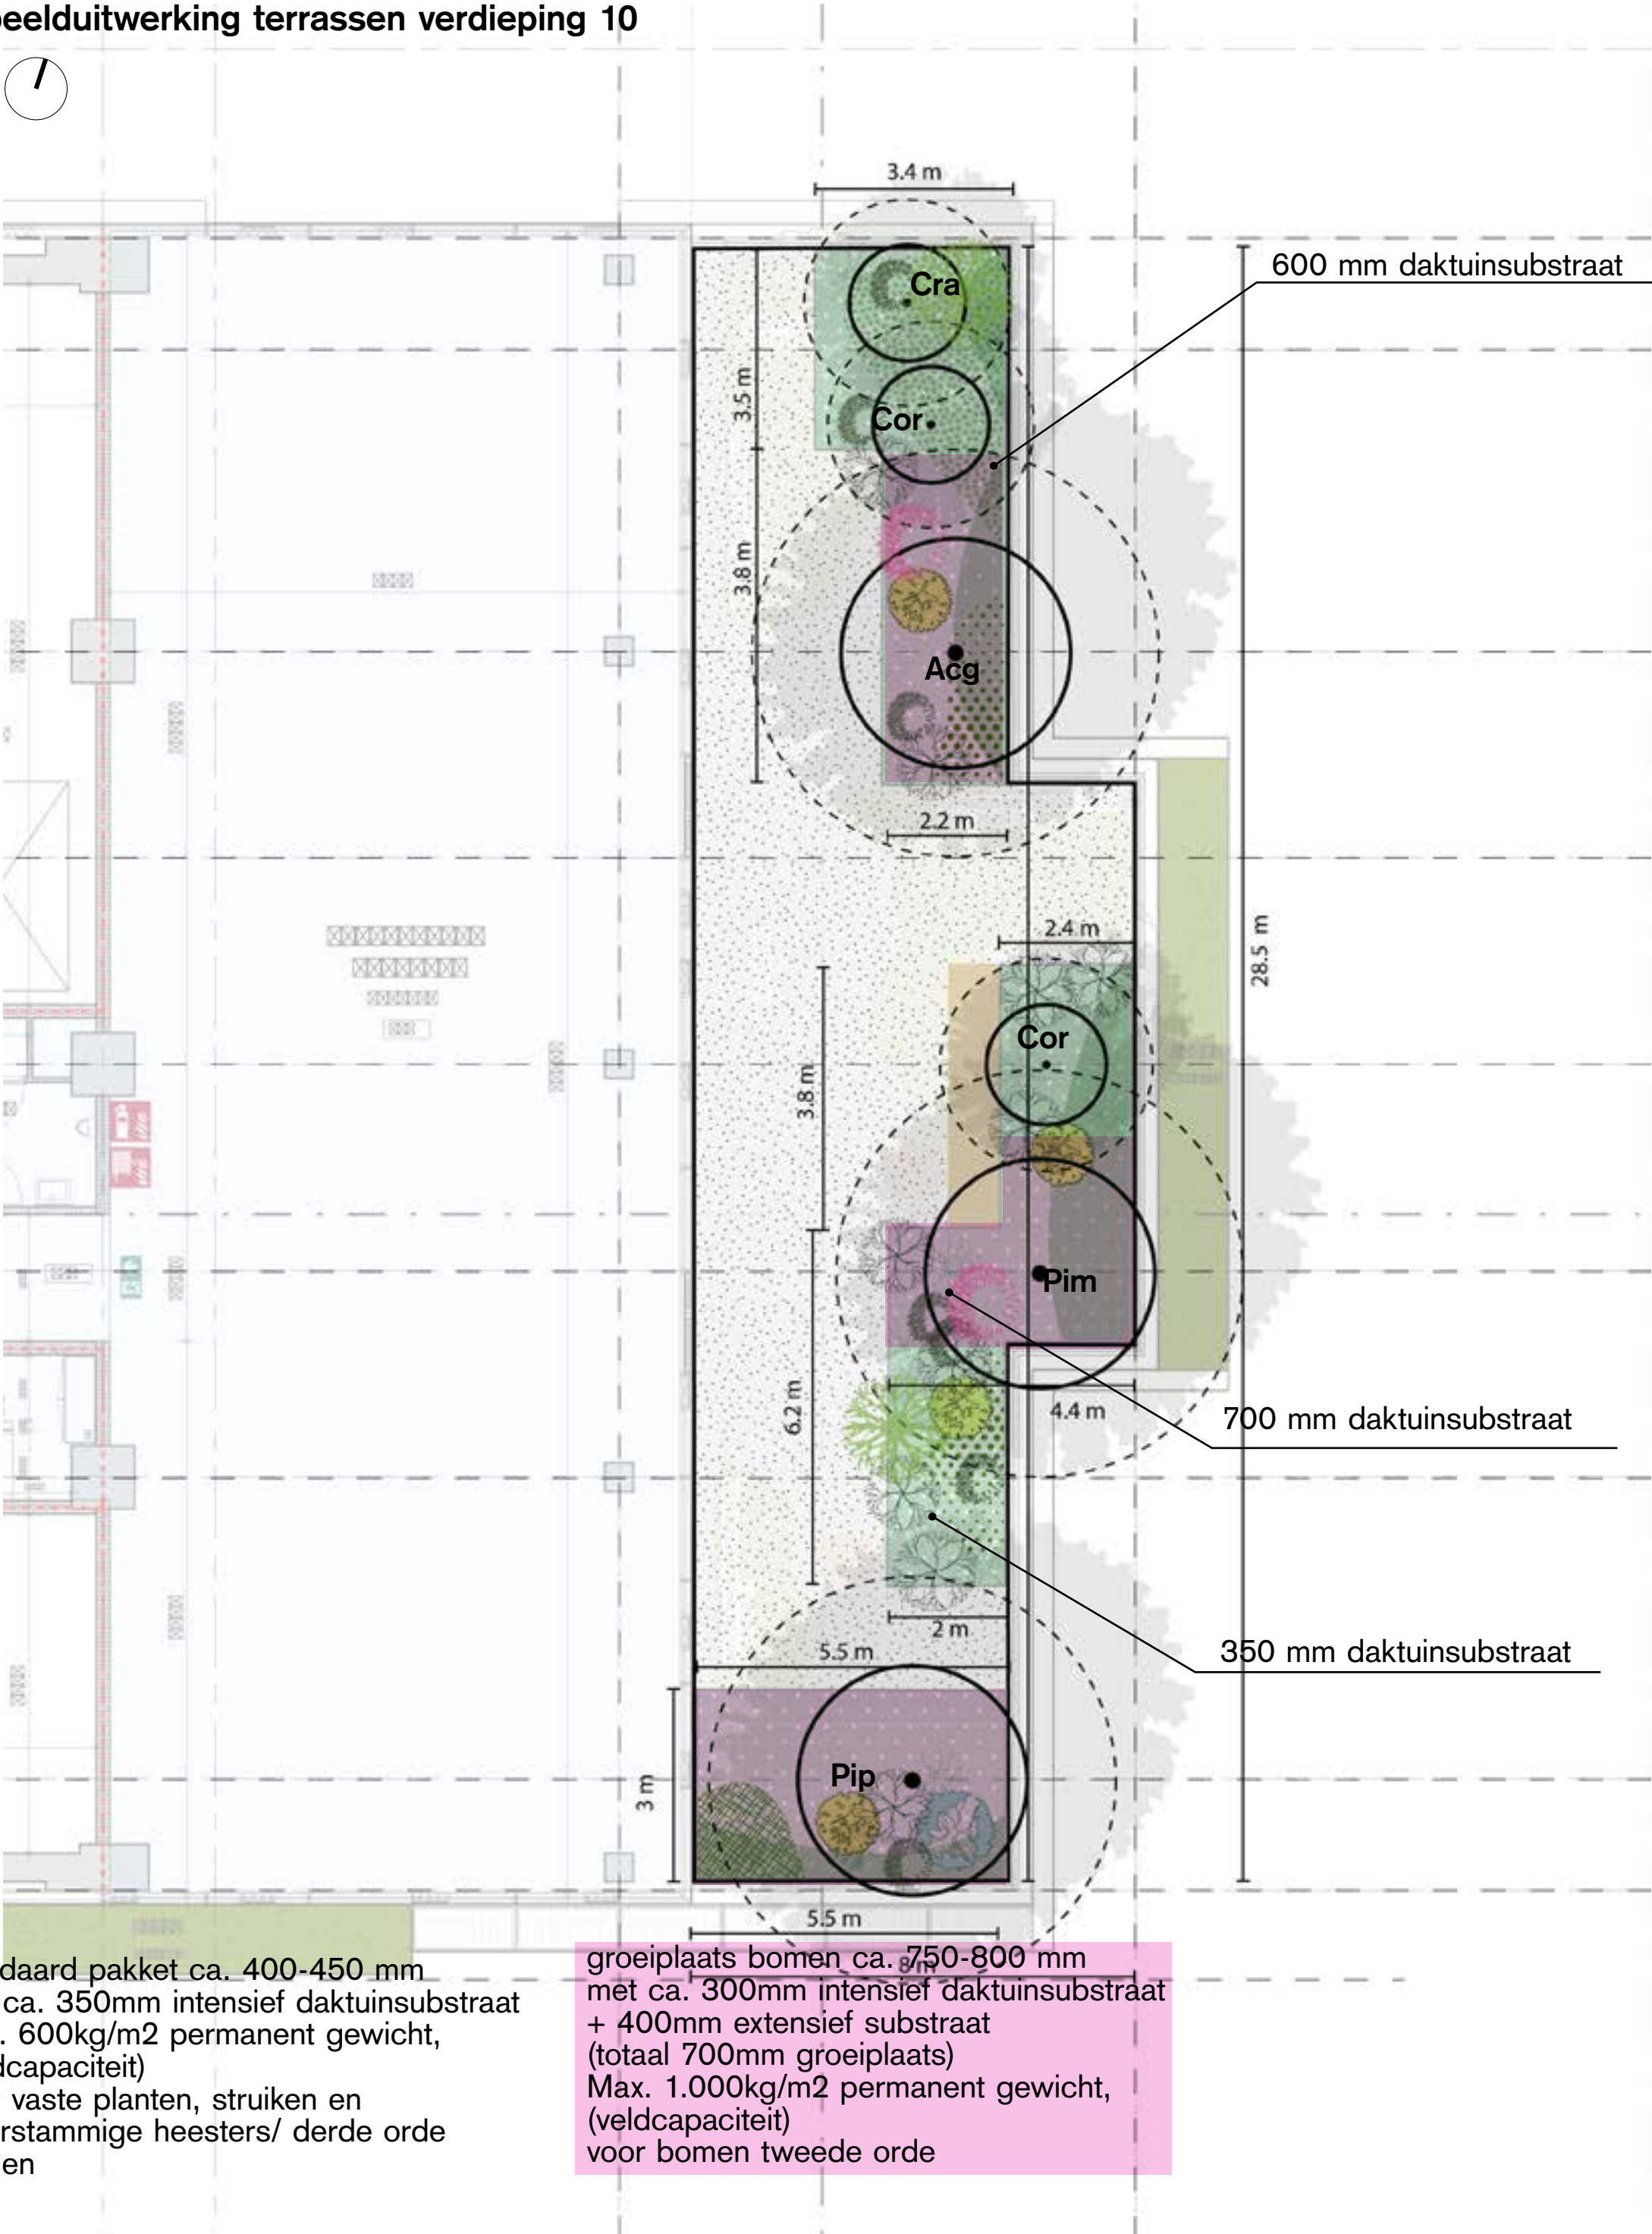 eelduitwerking terrassen verdieping 10
3.4 m
600 mm daktuinsubstraat
Cra
3.5 m
Cor
3.8 m
Acg
2.2 m
2.4 m
28.5 m
Cor
3.8 m
Pim
6.2 m
4.4 m
700 mm daktuinsubstraat
2 m
350 mm daktuinsubstraat
5.5 m
Pip
3 m
5.5 m
8 m
daard pakket ca. 400-450 mm
ca. 350mm intensief daktuinsubstraat
. 600kg/m2 permanent gewicht,
dcapaciteit)
vaste planten, struiken en
rstammige heesters/ derde orde
en
groeiplaats bomen ca. 750-800 mm
met ca. 300mm intensief daktuinsubstraat
+ 400mm extensief substraat
(totaal 700mm groeiplaats)
Max. 1.000kg/m2 permanent gewicht,
(veldcapaciteit)
voor bomen tweede orde